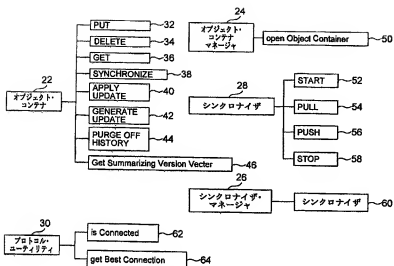 22
オブジェクト・
コンテナ
PUT
32
DELETE
34
GET
36
SYNCHRONIZE
38
APPLY
UPDATE
40
GENERATE
UPDATE
42
PURGE OFF
HISTORY
44
Get Summarizing Version Vecter
46
24
オブジェクト・
コンテナ
マネージャ
open Object Container
50
28
シンクロナイザ
START
52
PULL
54
PUSH
56
STOP
58
26
シンクロナイザ・
マネージャ
シンクロナイザ
60
30
プロトコル・
ユーティリティ
is Connected
62
get Best Connection
64